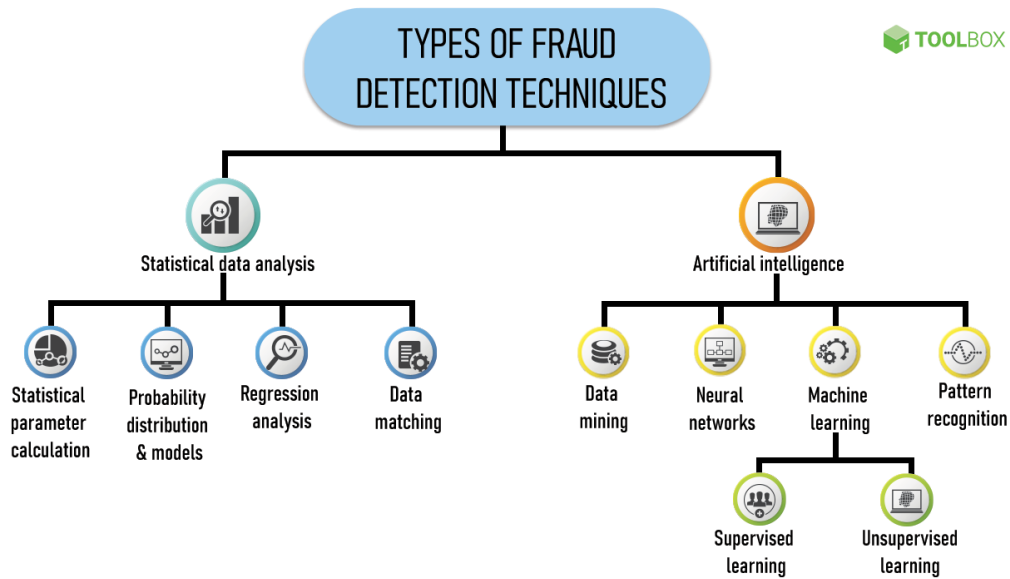 TYPES OF FRAUD
DETECTION TECHNIQUES
TOOLBOX
Statistical data analysis
Artificial intelligence
Statistical
parameter
calculation
Probability
distribution
& models
Regression
analysis
Data
matching
Data
mining
Neural
networks
Machine
learning
Pattern
recognition
Supervised
learning
Unsupervised
learning